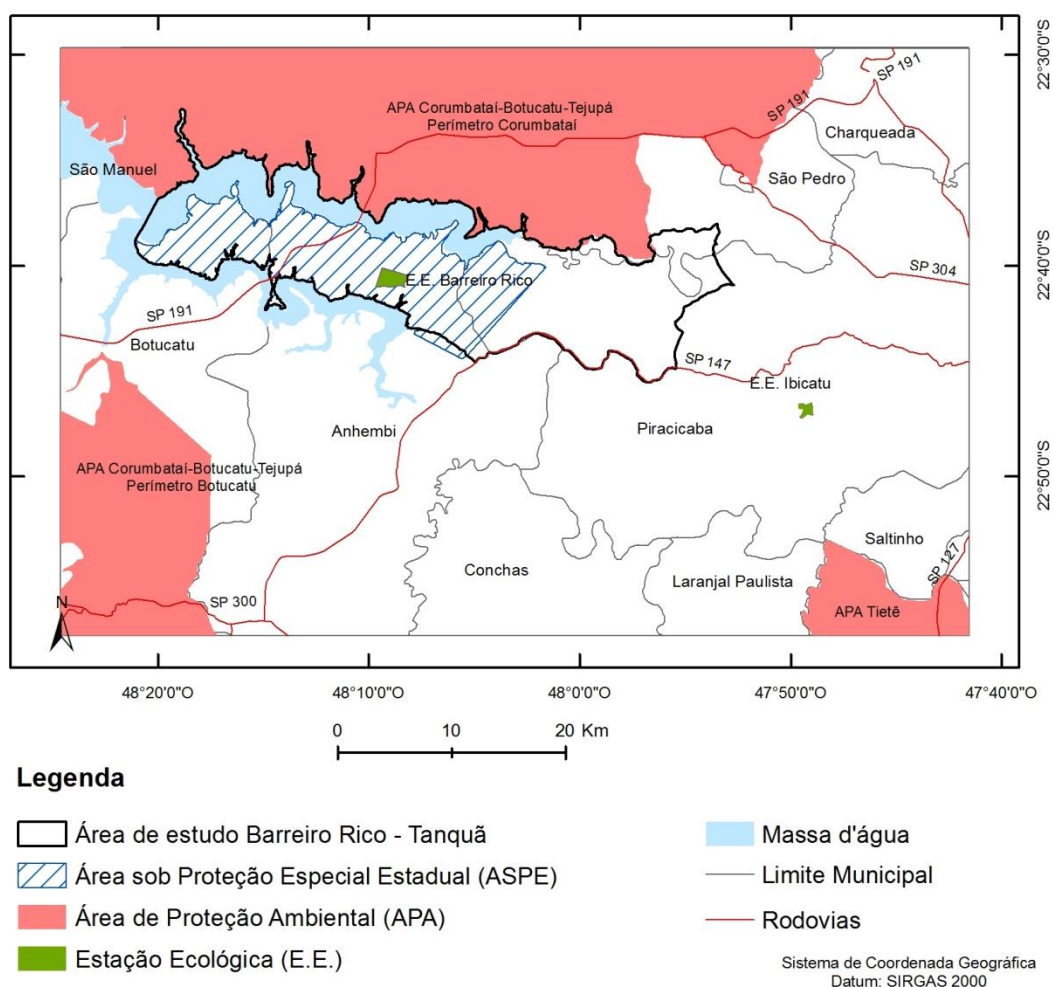 22°30'0"S
SP 191
SP 191
APA Corumbataí-Botucatu-Tejupá
Perímetro Corumbataí
Charqueada
São Manuel
São Pedro
22°40'0"S
E.E. Barreiro Rico
SP 304
SP 191
Botucatu
SP 147
E.E. Ibicatu
Anhembi
Piracicaba
APA Corumbataí-Botucatu-Tejupá
Perímetro Botucatu
22°50'0"S
Saltinho
Conchas
Laranjal Paulista
SP 127
SP 300
APA Tietê
N
48°20'0"O
48°10'0"O
48°0'0"O
47°50'0"O
47°40'0"O
0 10 20 Km
Legenda
Área de estudo Barreiro Rico - Tanquã
Área sob Proteção Especial Estadual (ASPE)
Área de Proteção Ambiental (APA)
Estação Ecológica (E.E.)
Massa d'água
Limite Municipal
Rodovias
Sistema de Coordenada Geográfica
Datum: SIRGAS 2000